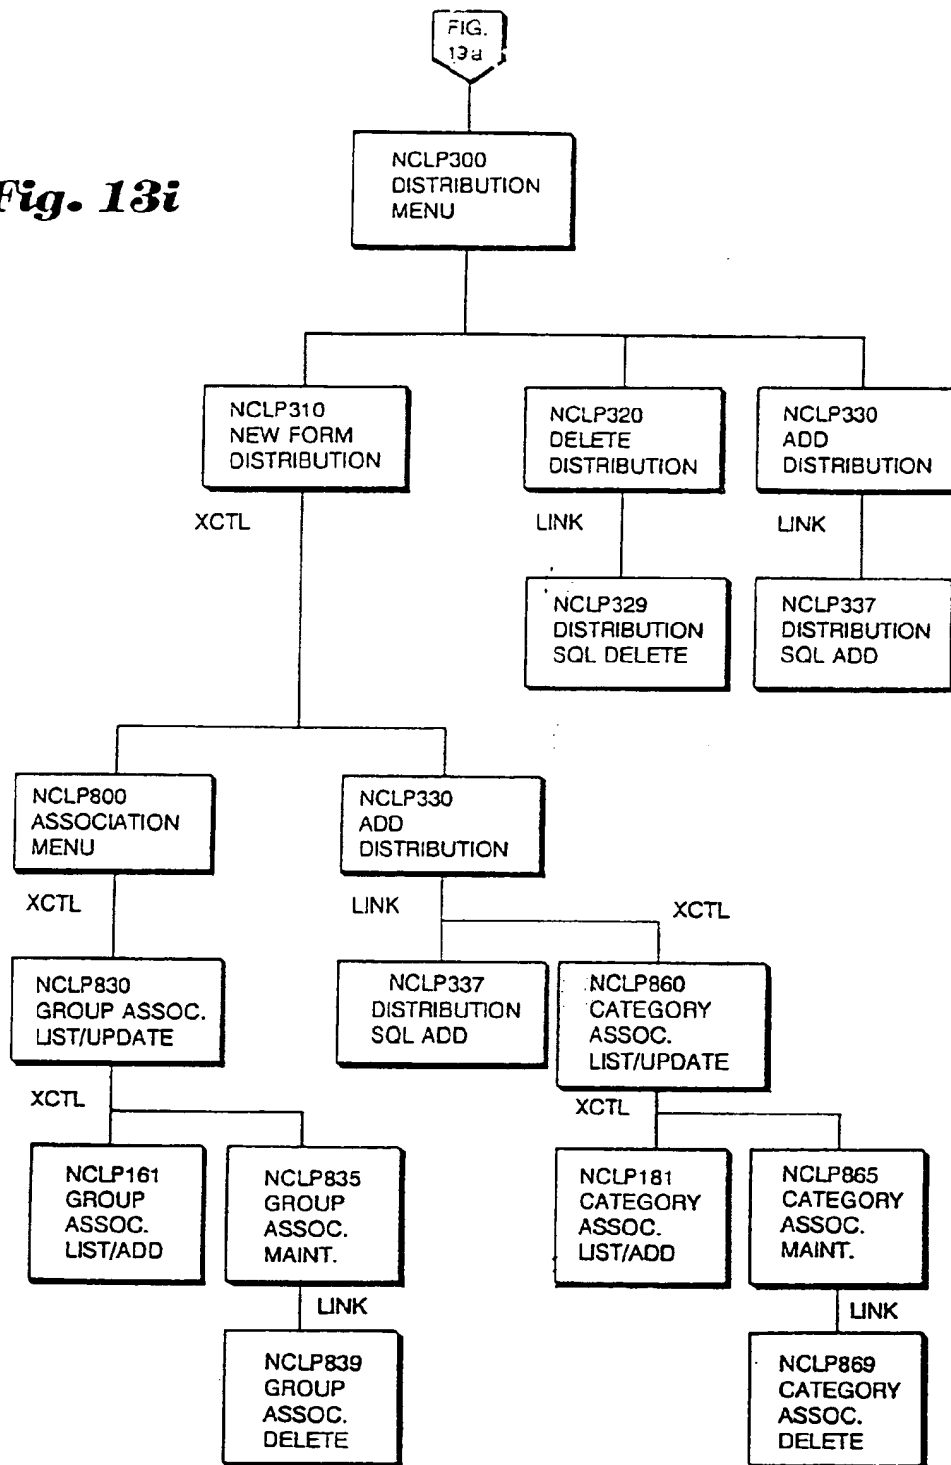 FIG.
13a
Fig. 13i
NCLP300
DISTRIBUTION
MENU
NCLP310
NEW FORM
DISTRIBUTION
NCLP320
DELETE
DISTRIBUTION
NCLP330
ADD
DISTRIBUTION
XCTL
LINK
LINK
NCLP329
DISTRIBUTION
SQL DELETE
NCLP337
DISTRIBUTION
SQL ADD
NCLP800
ASSOCIATION
MENU
NCLP330
ADD
DISTRIBUTION
XCTL
LINK
XCTL
NCLP830
GROUP ASSOC.
LIST/UPDATE
NCLP337
DISTRIBUTION
SQL ADD
NCLP860
CATEGORY
ASSOC.
LIST/UPDATE
XCTL
XCTL
NCLP161
GROUP
ASSOC.
LIST/ADD
NCLP835
GROUP
ASSOC.
MAINT.
NCLP181
CATEGORY
ASSOC.
LIST/ADD
NCLP865
CATEGORY
ASSOC.
MAINT.
LINK
LINK
NCLP839
GROUP
ASSOC.
DELETE
NCLP869
CATEGORY
ASSOC.
DELETE